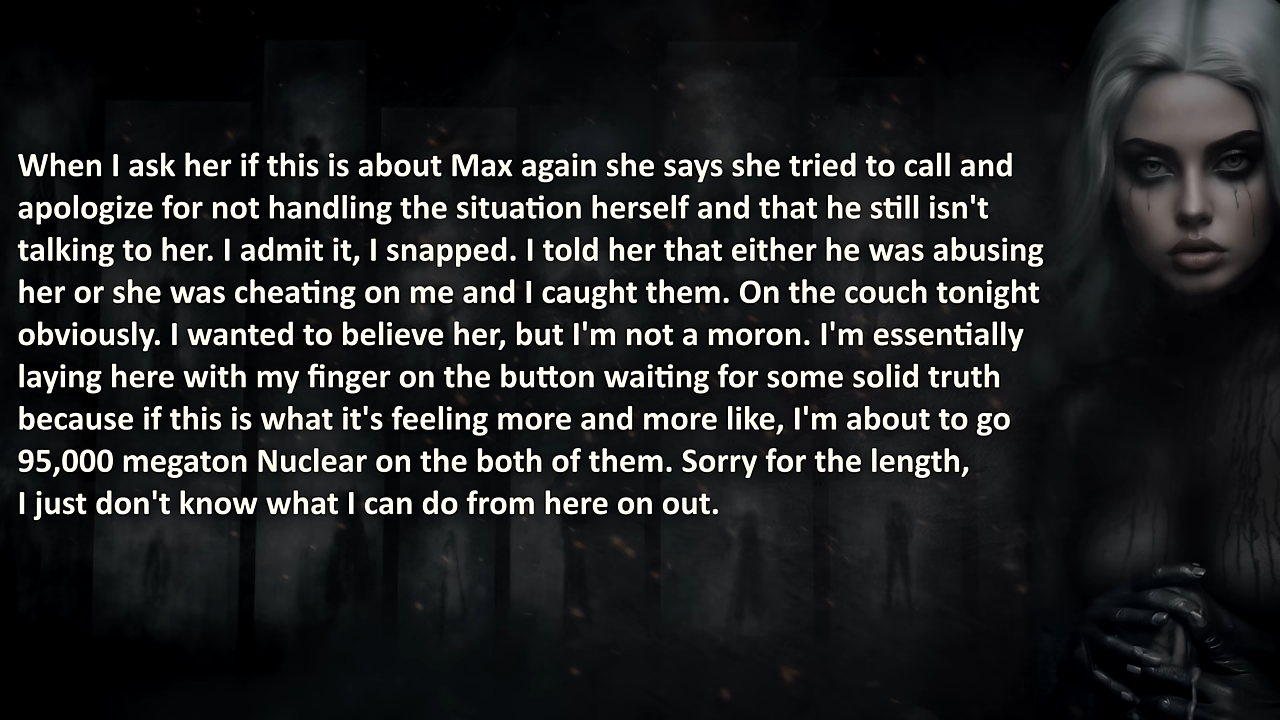 When I ask her if this is about Max again she says she tried to call and
apologize for not handling the situation herself and that he still isn't
talking to her. I admit it, I snapped. I told her that either he was abusing
her or she was cheating on me and I caught them. On the couch tonight
obviously. I wanted to believe her, but I'm not a moron. I'm essentially
laying here with my finger on the button waiting for some solid truth
because if this is what it's feeling more and more like, I'm about to go
95,000 megaton Nuclear on the both of them. Sorry for the length,
I just don't know what I can do from here on out.